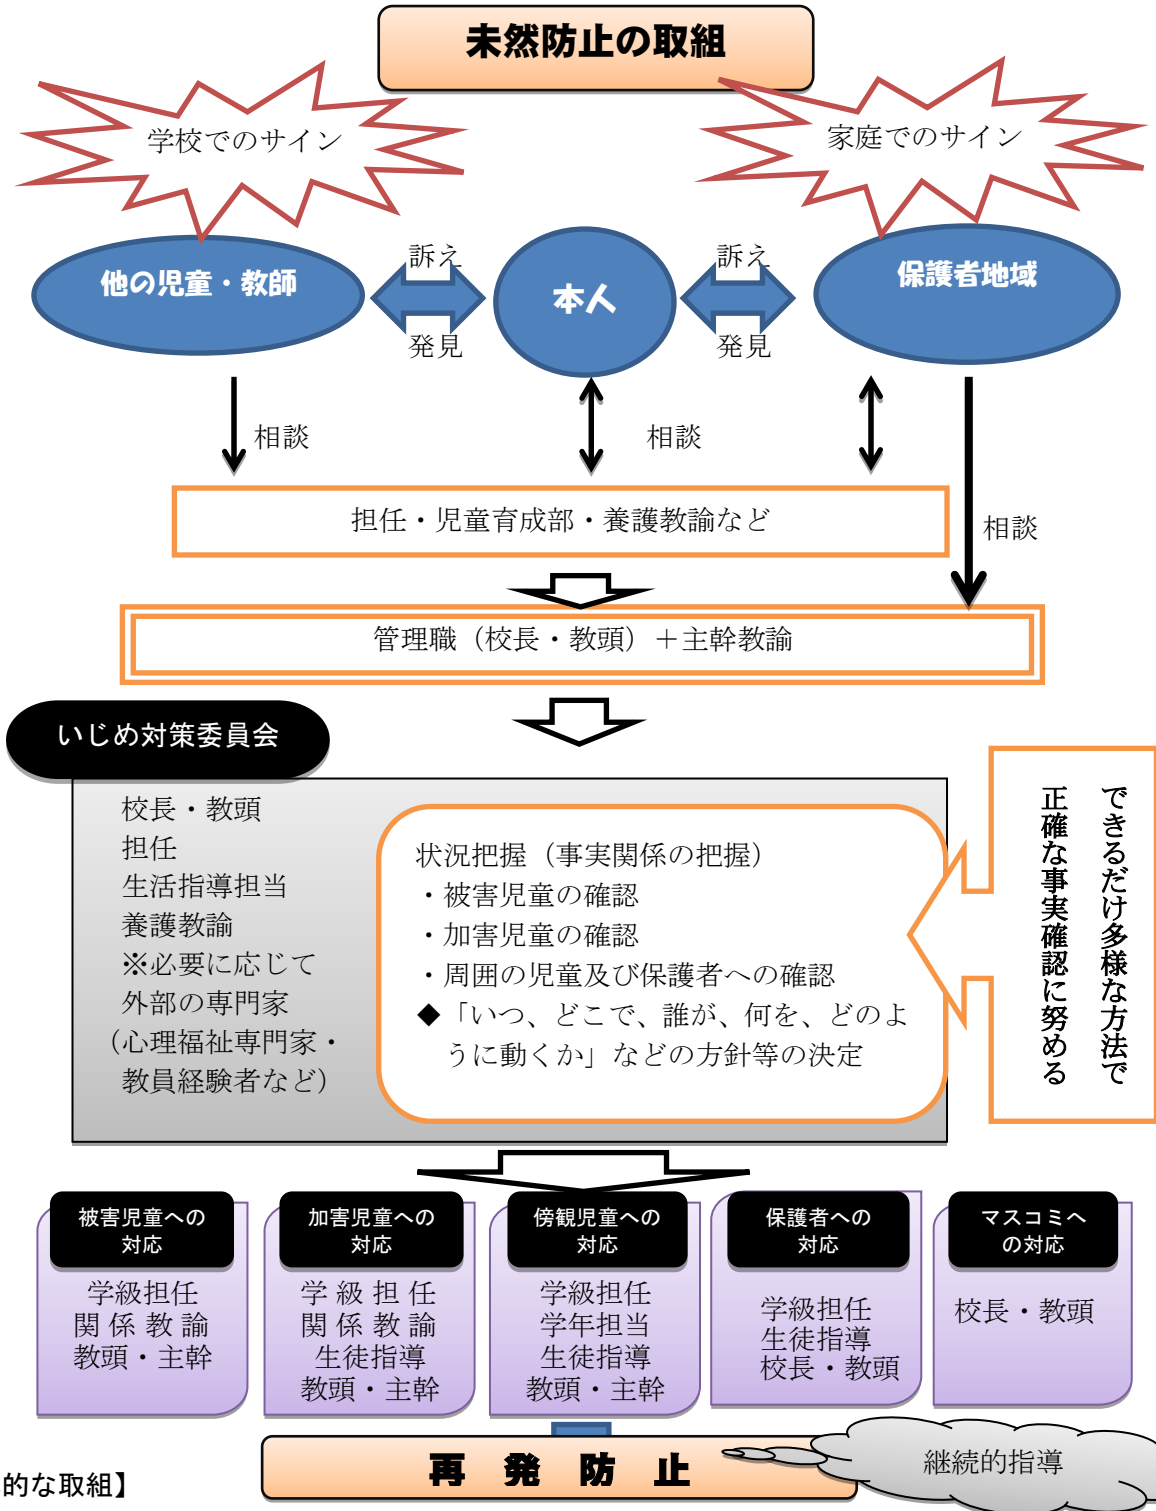 未然防止の取組
学校でのサイン
家庭でのサイン
他の児童・教師
訴え
発見
本人
訴え
発見
保護者地域
相談
相談
相談
担任・児童育成部・養護教諭など
管理職（校長・教頭）＋主幹教諭
いじめ対策委員会
校長・教頭
担任
生活指導担当
養護教諭
※必要に応じて
外部の専門家
（心理福祉専門家・
教員経験者など）
状況把握（事実関係の把握）
・被害児童の確認
・加害児童の確認
・周囲の児童及び保護者への確認
◆「いつ、どこで、誰が、何を、どのよ
うに動くか」などの方針等の決定
できるだけ多様な方法で
正確な事実確認に努める
被害児童への
対応
学級担任
関係教諭
教頭・主幹
加害児童への
対応
学級担任
関係教諭
生徒指導
教頭・主幹
傍観児童への
対応
学級担任
学年担当
生徒指導
教頭・主幹
保護者への
対応
学級担任
生徒指導
校長・教頭
マスコミへ
の対応
校長・教頭
再発防止
継続的指導
的な取組】